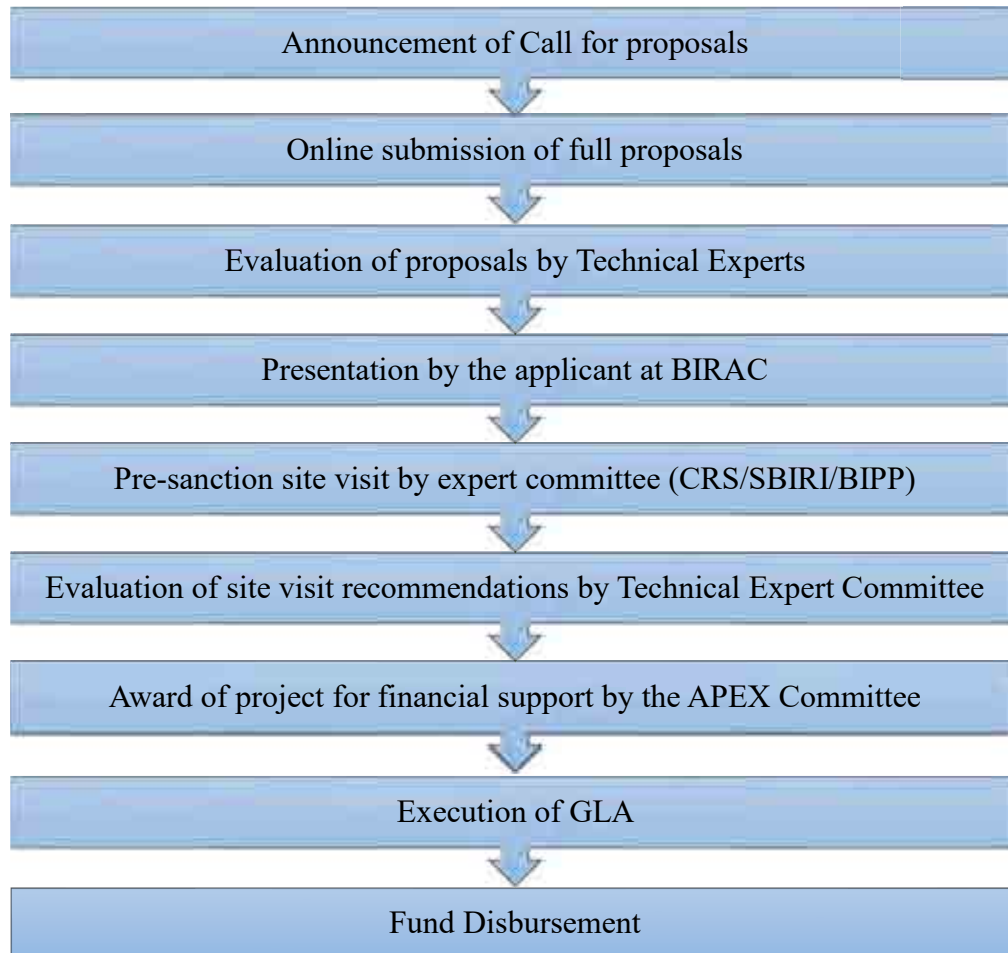 Announcement of Call for proposals
Online submission of full proposals
Evaluation of proposals by Technical Experts
Presentation by the applicant at BIRAC
Pre-sanction site visit by expert committee (CRS/SBIRI/BIPP)
Evaluation of site visit recommendations by Technical Expert Committee
Award of project for financial support by the APEX Committee
Execution of GLA
Fund Disbursement